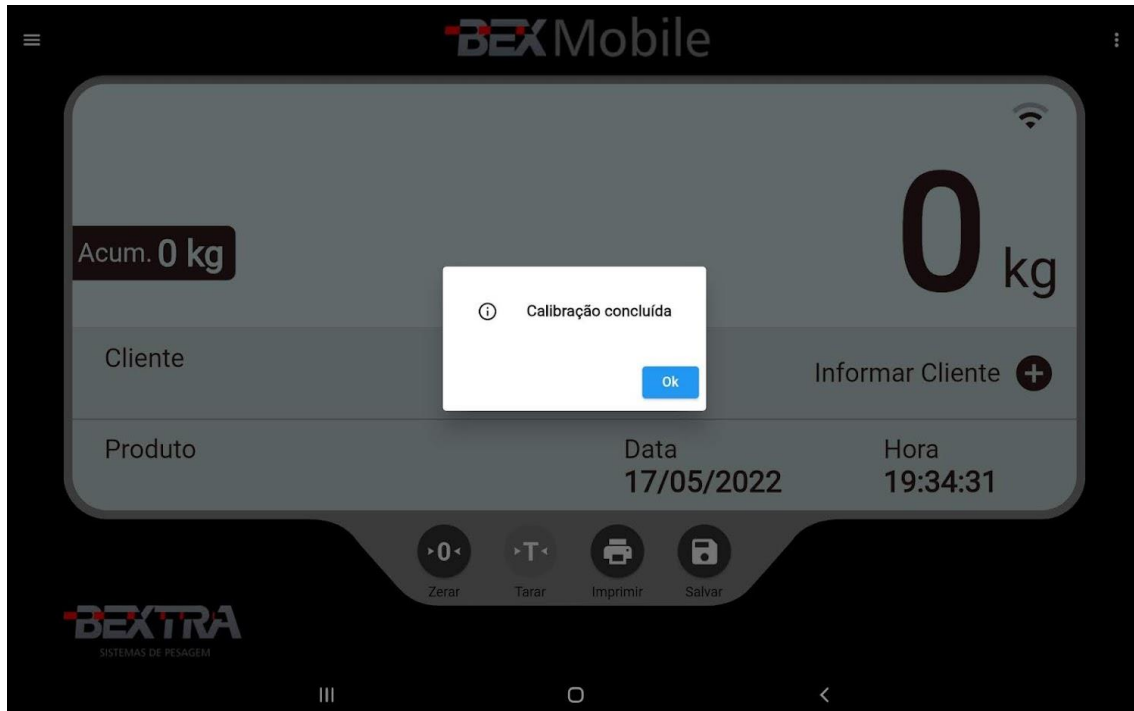 BEX Mobile
Acum. 0 kg
0 kg
Calibração concluída
Ok
Cliente
Informar Cliente
Produto
Data
17/05/2022
Hora
19:34:31
0
T
Zerar
Tarar
Imprimir
Salvar
BEXTRA
SISTEMAS DE PESAGEM